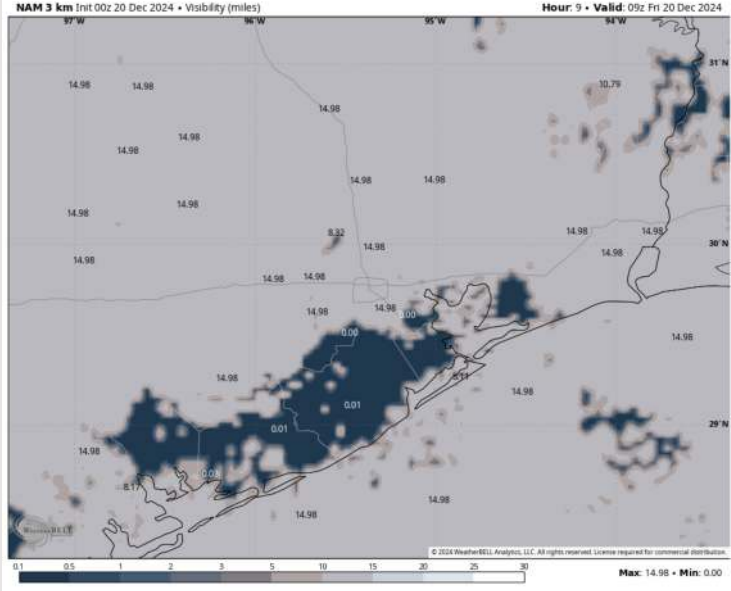 NAM 3 km Init 00z 20 Dec 2024 • Visibility (miles) Hour: 9 • Valid: 09z Fri 20 Dec 2024
97°W 96°W 95°W 94°W
31°N
14.98 14.98 10.79
14.98
14.98
14.98
14.98 14.98
14.98
14.98
14.98 14.98
8.32 30°N
14.98 14.98
14.98
14.98 14.98
14.98 14.98
0.00
0.00 14.98
14.98
14.98
0.01
0.01 29°N
14.98
8.17
14.98
14.98
WeatherBELL
© 2024 WeatherBELL Analytics, LLC. All rights reserved. License required for commercial distribution.
0.1 0.5 1 2 3 5 10 15 20 25 30
Max: 14.98 • Min: 0.00